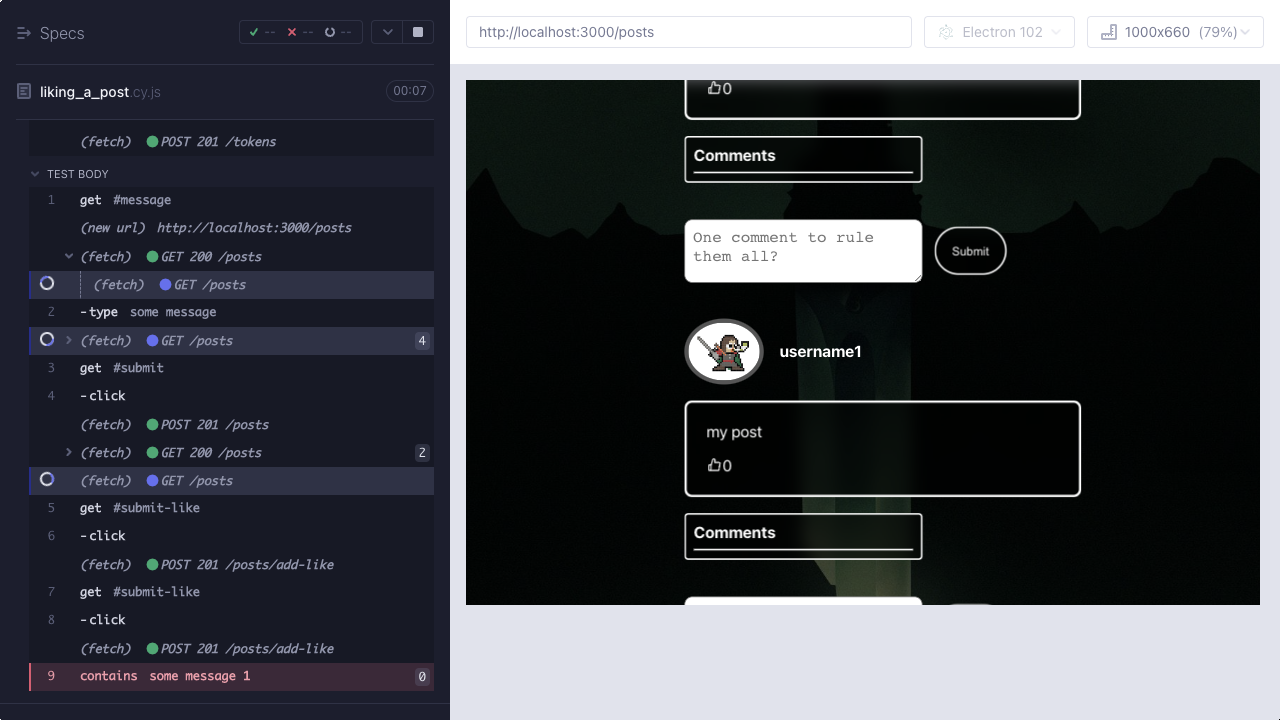 Specs
-- -- --
liking_a_post.cy.js 00:07
(fetch) POST 201 /tokens
TEST BODY
1 get #message
(new url) http://localhost:3000/posts
(fetch) GET 200 /posts
(fetch) GET /posts
2 -type some message
(fetch) GET /posts 4
3 get #submit
4 -click
(fetch) POST 201 /posts
(fetch) GET 200 /posts 2
(fetch) GET /posts
5 get #submit-like
6 -click
(fetch) POST 201 /posts/add-like
7 get #submit-like
8 -click
(fetch) POST 201 /posts/add-like
9 contains some message 1 0
http://localhost:3000/posts
Electron 102
1000x660 (79%)
0
Comments
One comment to rule
them all?
Submit
username1
my post
0
Comments